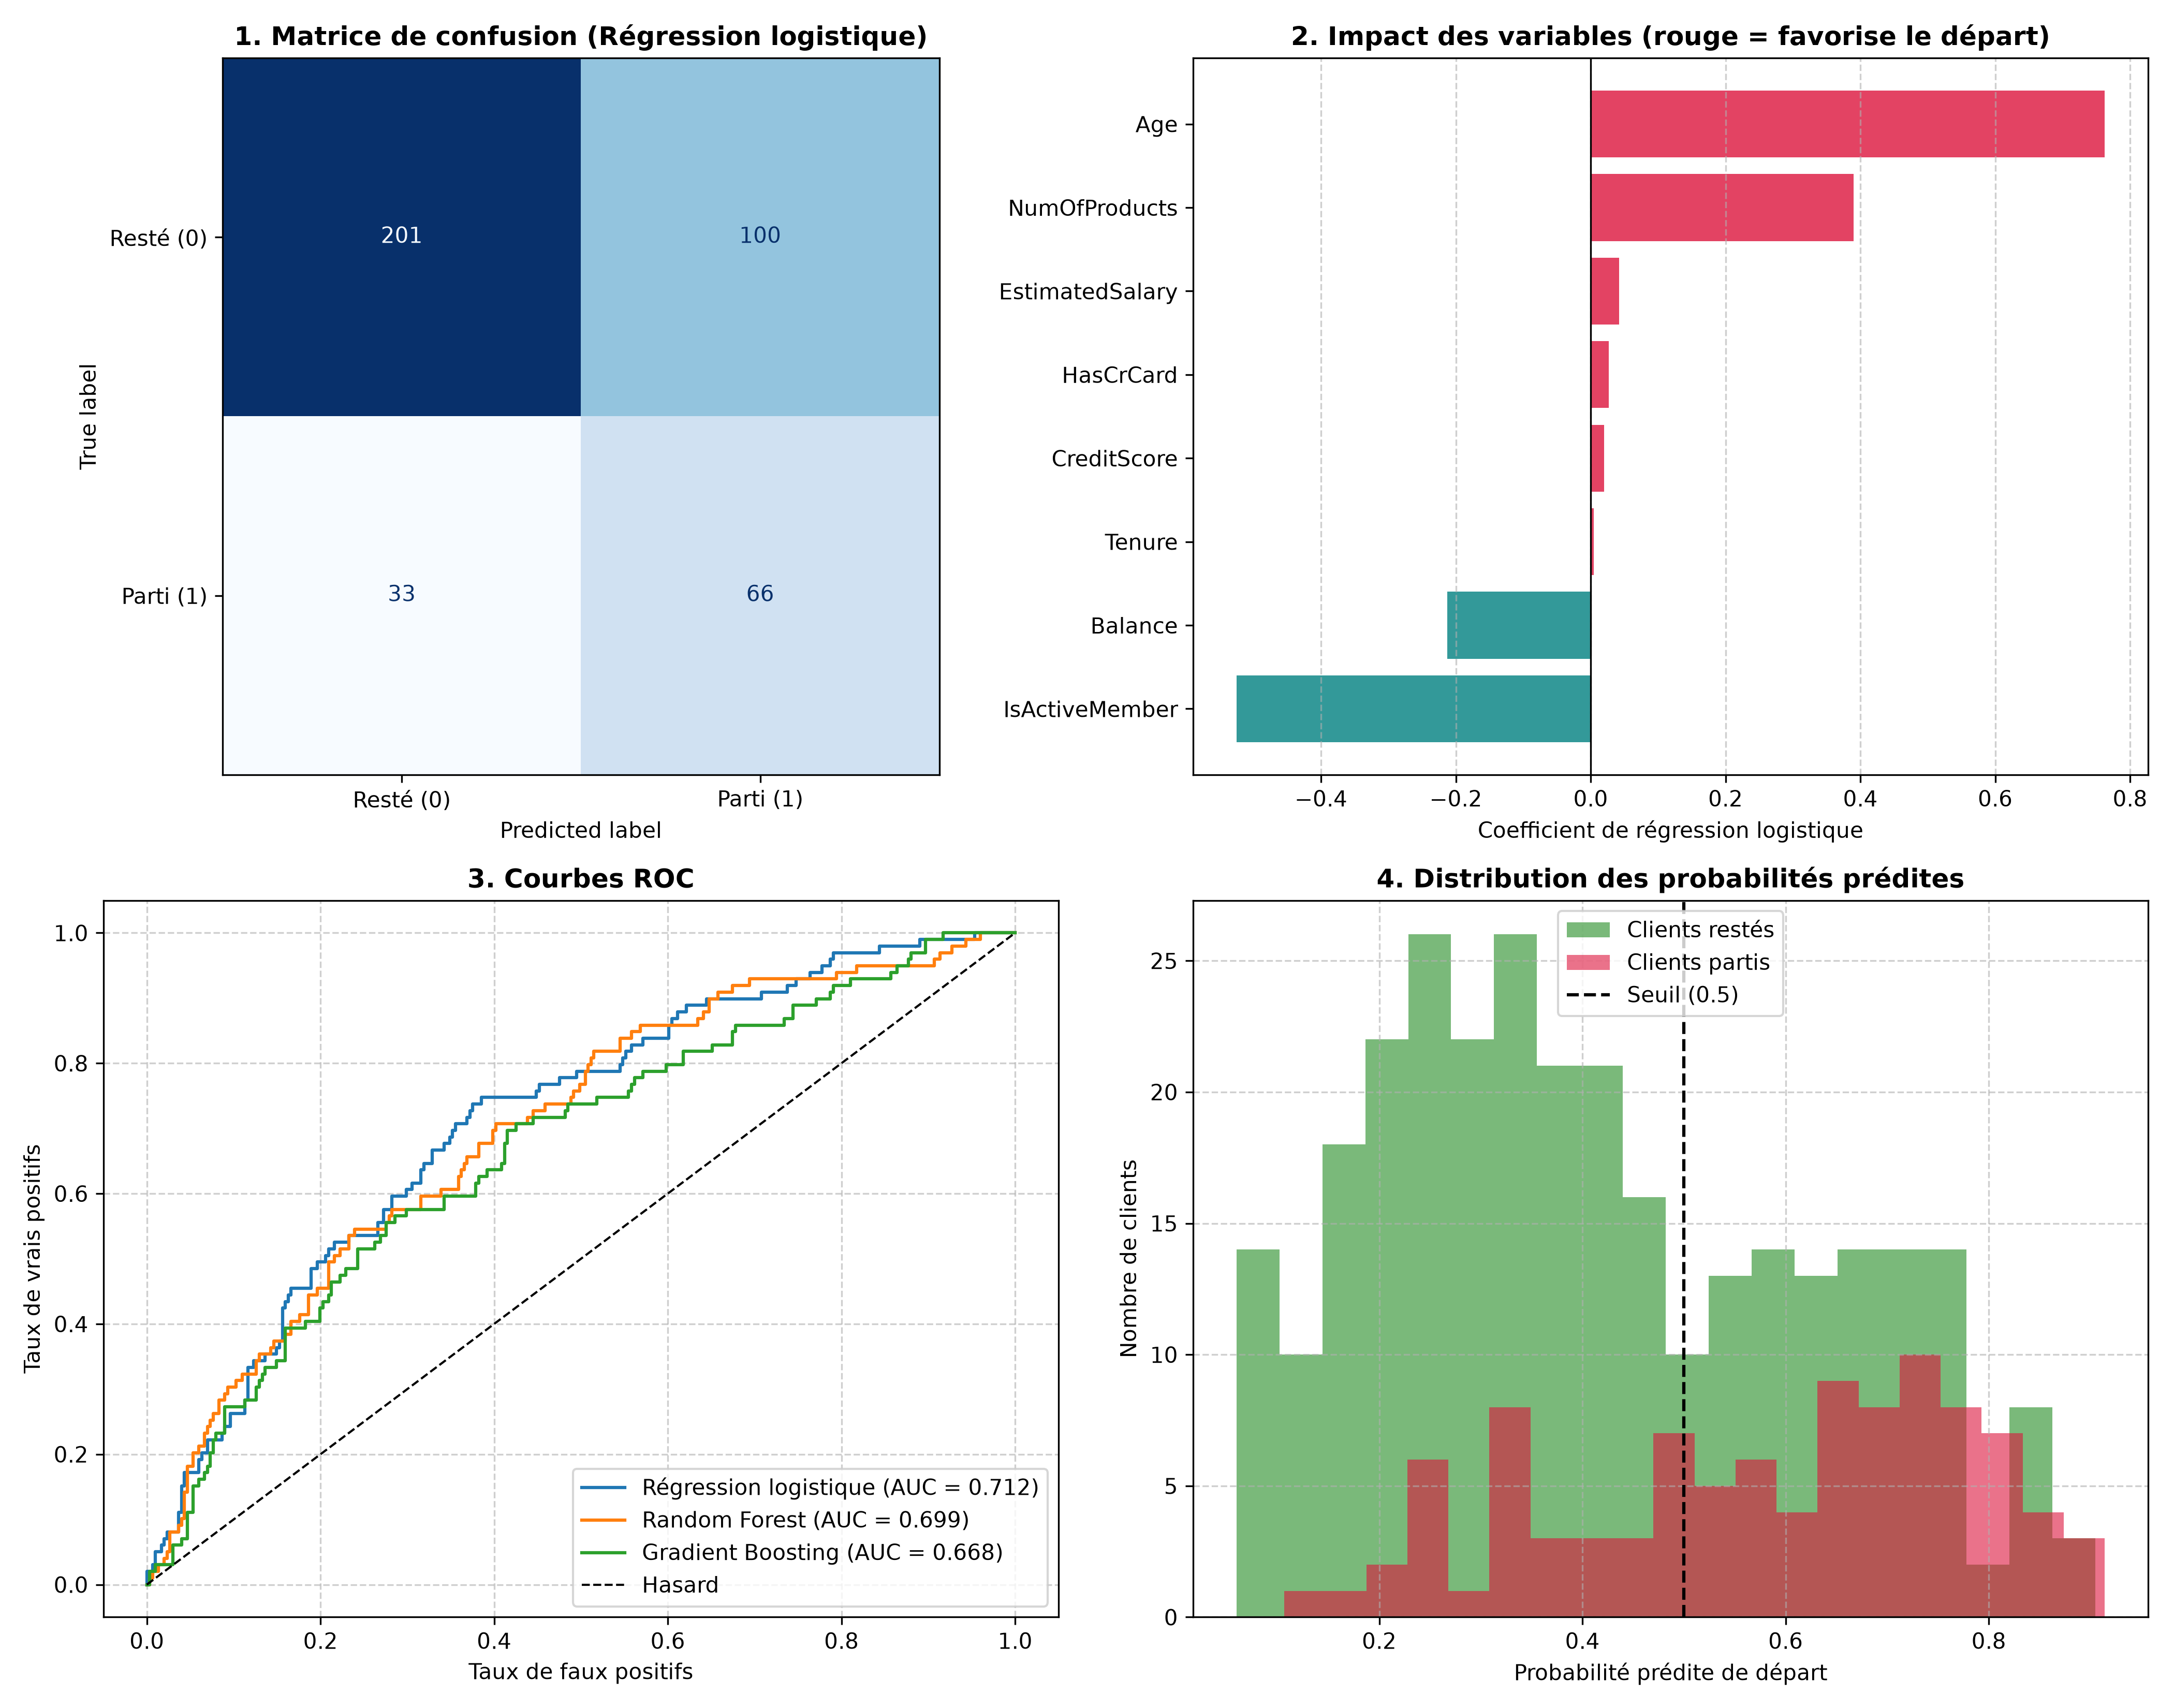 1. Matrice de confusion (Régression logistique)
True label
Resté (0)
201
100
Parti (1)
33
66
Resté (0)
Parti (1)
Predicted label
2. Impact des variables (rouge = favorise le départ)
Age
NumOfProducts
EstimatedSalary
HasCrCard
CreditScore
Tenure
Balance
IsActiveMember
−0.4
−0.2
0.0
0.2
0.4
0.6
0.8
Coefficient de régression logistique
3. Courbes ROC
Taux de vrais positifs
1.0
0.8
0.6
0.4
0.2
0.0
Régression logistique (AUC = 0.712)
Random Forest (AUC = 0.699)
Gradient Boosting (AUC = 0.668)
Hasard
0.0
0.2
0.4
0.6
0.8
1.0
Taux de faux positifs
4. Distribution des probabilités prédites
Nombre de clients
Clients restés
Clients partis
Seuil (0.5)
25
20
15
10
5
0
0.2
0.4
0.6
0.8
Probabilité prédite de départ